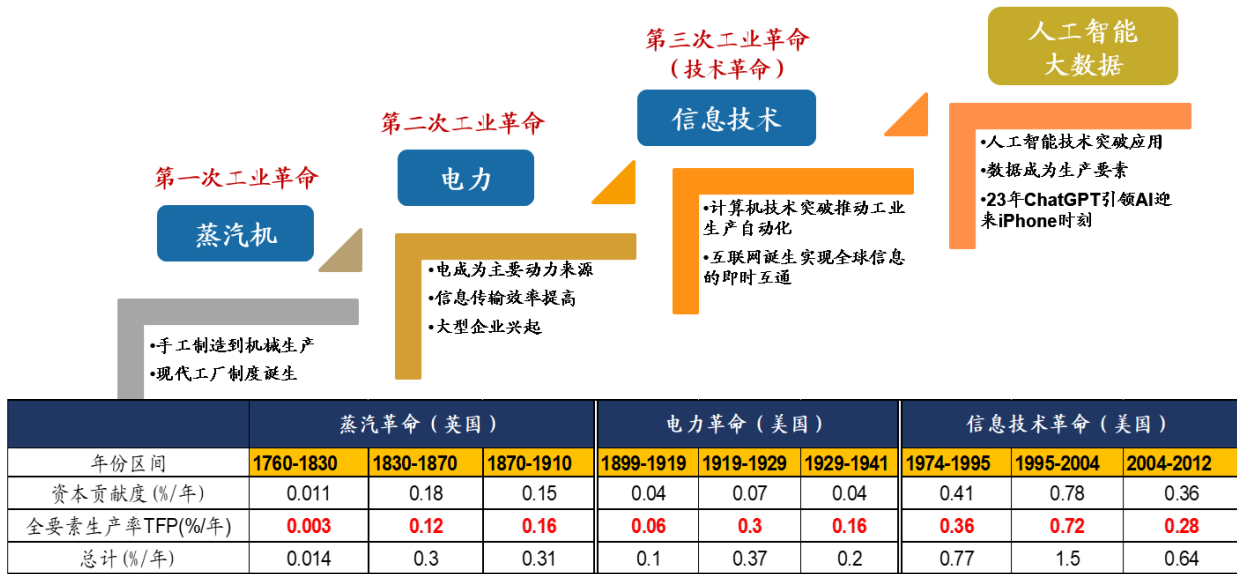 第一次工业革命
蒸汽机
•手工制造到机械生产
•现代工厂制度诞生
第二次工业革命
电力
•电成为主要动力来源
•信息传输效率提高
•大型企业兴起
第三次工业革命
（技术革命）
信息技术
•计算机技术突破推动工业
生产自动化
•互联网诞生实现全球信息
的即时互通
人工智能
大数据
•人工智能技术突破应用
•数据成为生产要素
•23年ChatGPT引领AI迎
来iPhone时刻
蒸汽革命（英国） 电力革命（美国） 信息技术革命（美国）
年份区间 1760-1830 1830-1870 1870-1910 1899-1919 1919-1929 1929-1941 1974-1995 1995-2004 2004-2012
资本贡献度(%/年) 0.011 0.18 0.15 0.04 0.07 0.04 0.41 0.78 0.36
全要素生产率TFP(%/年) 0.003 0.12 0.16 0.06 0.3 0.16 0.36 0.72 0.28
总计(%/年) 0.014 0.3 0.31 0.1 0.37 0.2 0.77 1.5 0.64